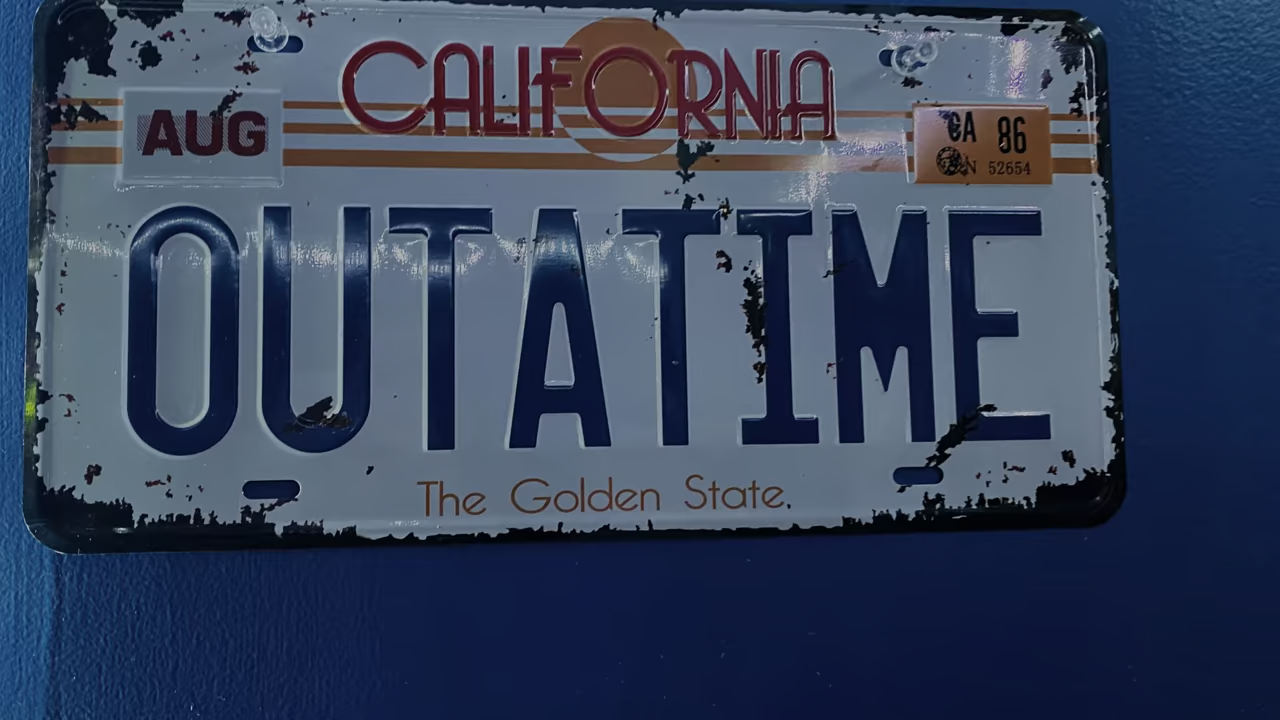 CALIFORNIA
AUG
CA 86
N 52654
OUTATIME
The Golden State.